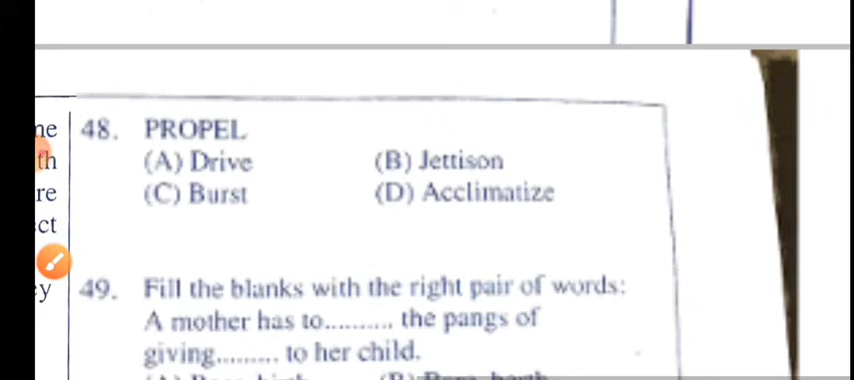 he
th
re
ct
y
48. PROPEL
(A) Drive (B) Jettison
(C) Burst (D) Acclimatize
49. Fill the blanks with the right pair of words:
A mother has to.......... the pangs of
giving......... to her child.